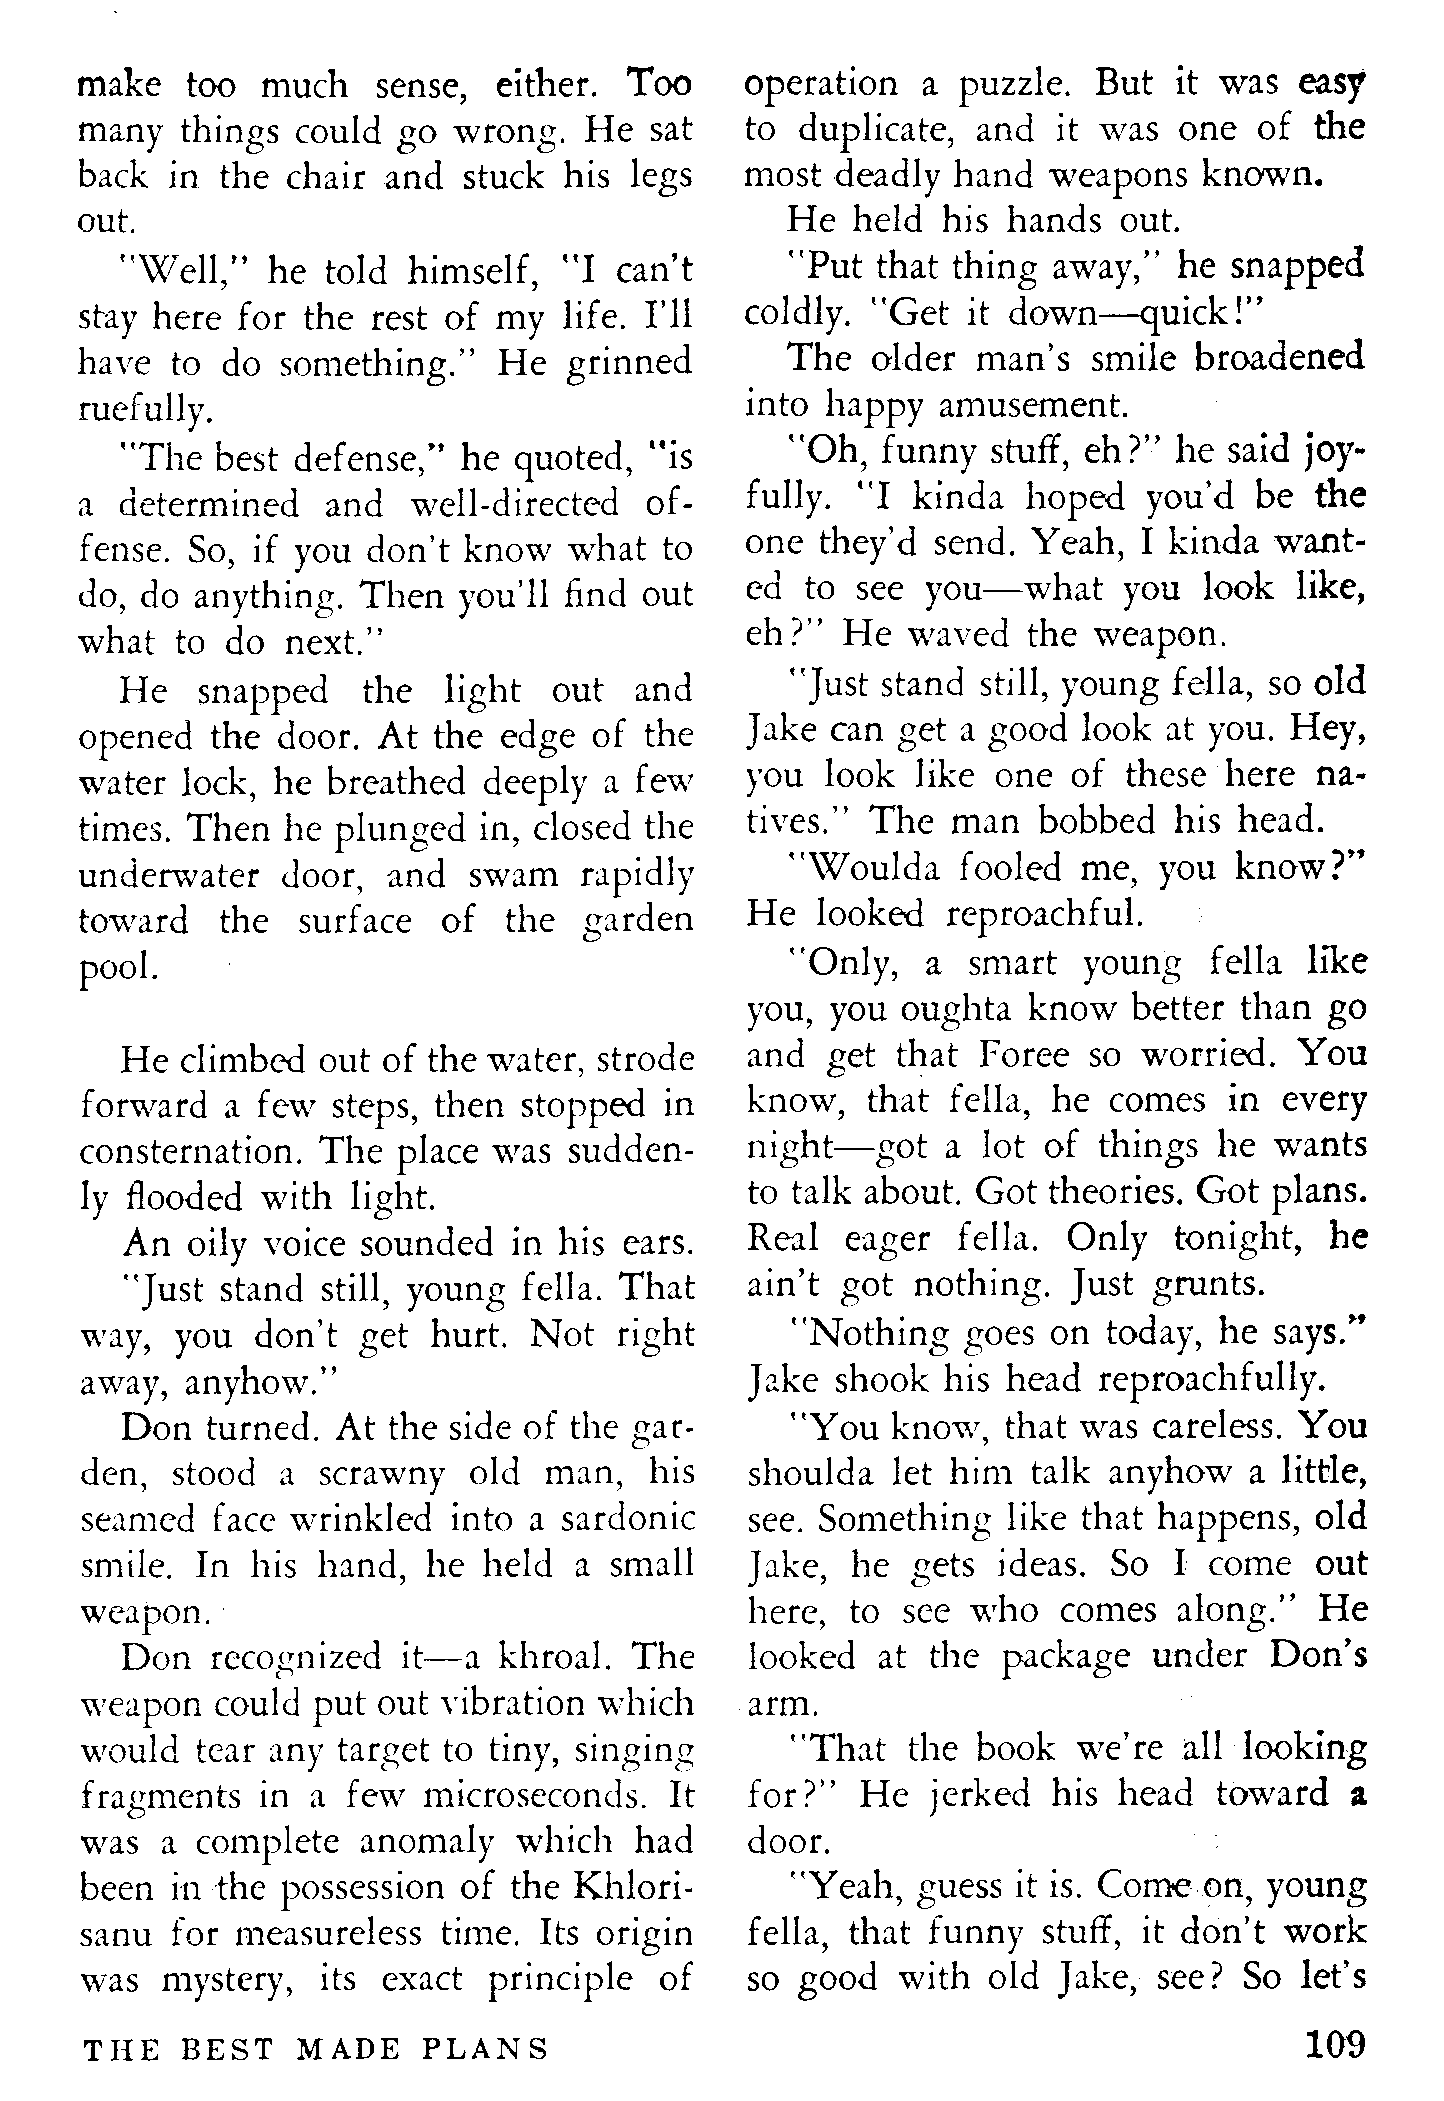 make too much sense, either. Too
many things could go wrong. He sat
back in the chair and stuck his legs
out.
"Well," he told himself, "I can't
stay here for the rest of my life. I'll
have to do something." He grinned
ruefully.
"The best defense," he quoted, "is
a determined and well-directed of-
fense. So, if you don't know what to
do, do anything. Then you'll find out
what to do next."
He snapped the light out and
opened the door. At the edge of the
water lock, he breathed deeply a few
times. Then he plunged in, closed the
underwater door, and swam rapidly
toward the surface of the garden
pool.
He climbed out of the water, strode
forward a few steps, then stopped in
consternation. The place was sudden-
ly flooded with light.
An oily voice sounded in his ears.
"Just stand still, young fella. That
way, you don't get hurt. Not right
away, anyhow."
Don turned. At the side of the gar-
den, stood a scrawny old man, his
seamed face wrinkled into a sardonic
smile. In his hand, he held a small
weapon.
Don recognized it—a khroal. The
weapon could put out vibration which
would tear any target to tiny, singing
fragments in a few microseconds. It
was a complete anomaly which had
been in the possession of the Khlori-
sanu for measureless time. Its origin
was mystery, its exact principle of
operation a puzzle. But it was easy
to duplicate, and it was one of the
most deadly hand weapons known.
He held his hands out.
"Put that thing away," he snapped
coldly. "Get it down—quick!"
The older man's smile broadened
into happy amusement.
"Oh, funny stuff, eh?" he said joy-
fully. "I kinda hoped you'd be the
one they'd send. Yeah, I kinda want-
ed to see you—what you look like,
eh?" He waved the weapon.
"Just stand still, young fella, so old
Jake can get a good look at you. Hey,
you look like one of these here na-
tives." The man bobbed his head.
"Woulda fooled me, you know?"
He looked reproachful.
"Only, a smart young fella like
you, you oughta know better than go
and get that Foree so worried. You
know, that fella, he comes in every
night—got a lot of things he wants
to talk about. Got theories. Got plans.
Real eager fella. Only tonight, he
ain't got nothing. Just grunts.
"Nothing goes on today, he says."
Jake shook his head reproachfully.
"You know, that was careless. You
shoulda let him talk anyhow a little,
see. Something like that happens, old
Jake, he gets ideas. So I come out
here, to see who comes along." He
looked at the package under Don's
arm.
"That the book we're all looking
for?" He jerked his head toward a
door.
"Yeah, guess it is. Come on, young
fella, that funny stuff, it don't work
so good with old Jake, see? So let's
THE BEST MADE PLANS
109